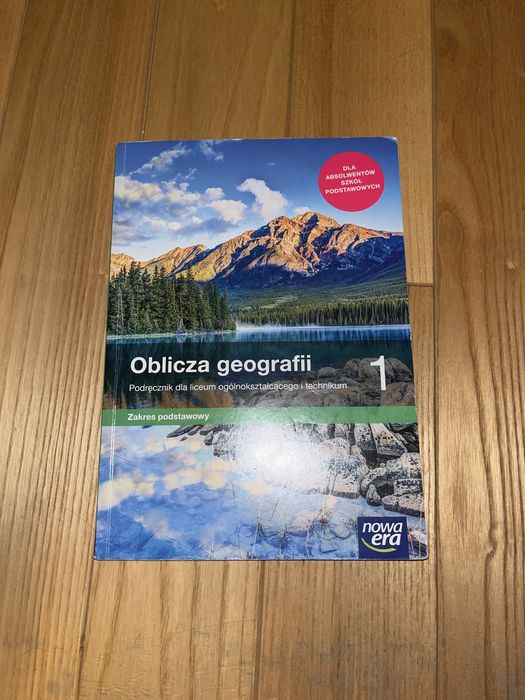 DLA
ABSOLWENTÓW
SZKÓŁ
PODSTAWOWYCH
Oblicza geografii 1
Podręcznik dla liceum ogólnokształcącego i technikum
Zakres podstawowy
nowa
era